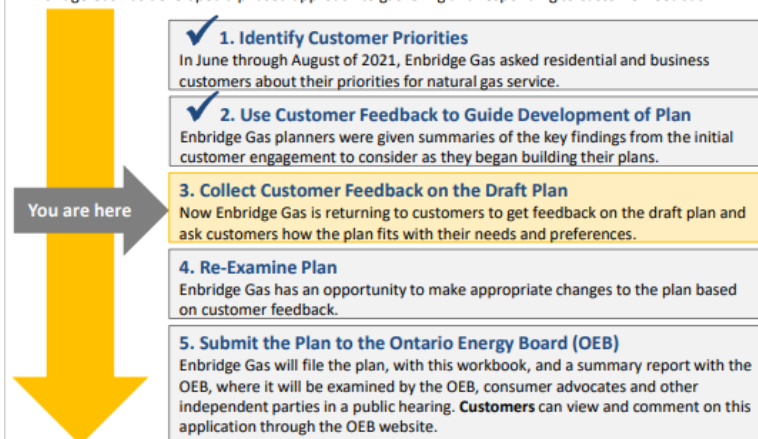 1. Identify Customer Priorities
In June through August of 2021, Enbridge Gas asked residential and business
customers about their priorities for natural gas service.
2. Use Customer Feedback to Guide Development of Plan
Enbridge Gas planners were given summaries of the key findings from the initial
customer engagement to consider as they began building their plans.
You are here
3. Collect Customer Feedback on the Draft Plan
Now Enbridge Gas is returning to customers to get feedback on the draft plan and
ask customers how the plan fits with their needs and preferences.
4. Re-Examine Plan
Enbridge Gas has an opportunity to make appropriate changes to the plan based
on customer feedback.
5. Submit the Plan to the Ontario Energy Board (OEB)
Enbridge Gas will file the plan, with this workbook, and a summary report with the
OEB, where it will be examined by the OEB, consumer advocates and other
independent parties in a public hearing. Customers can view and comment on this
application through the OEB website.